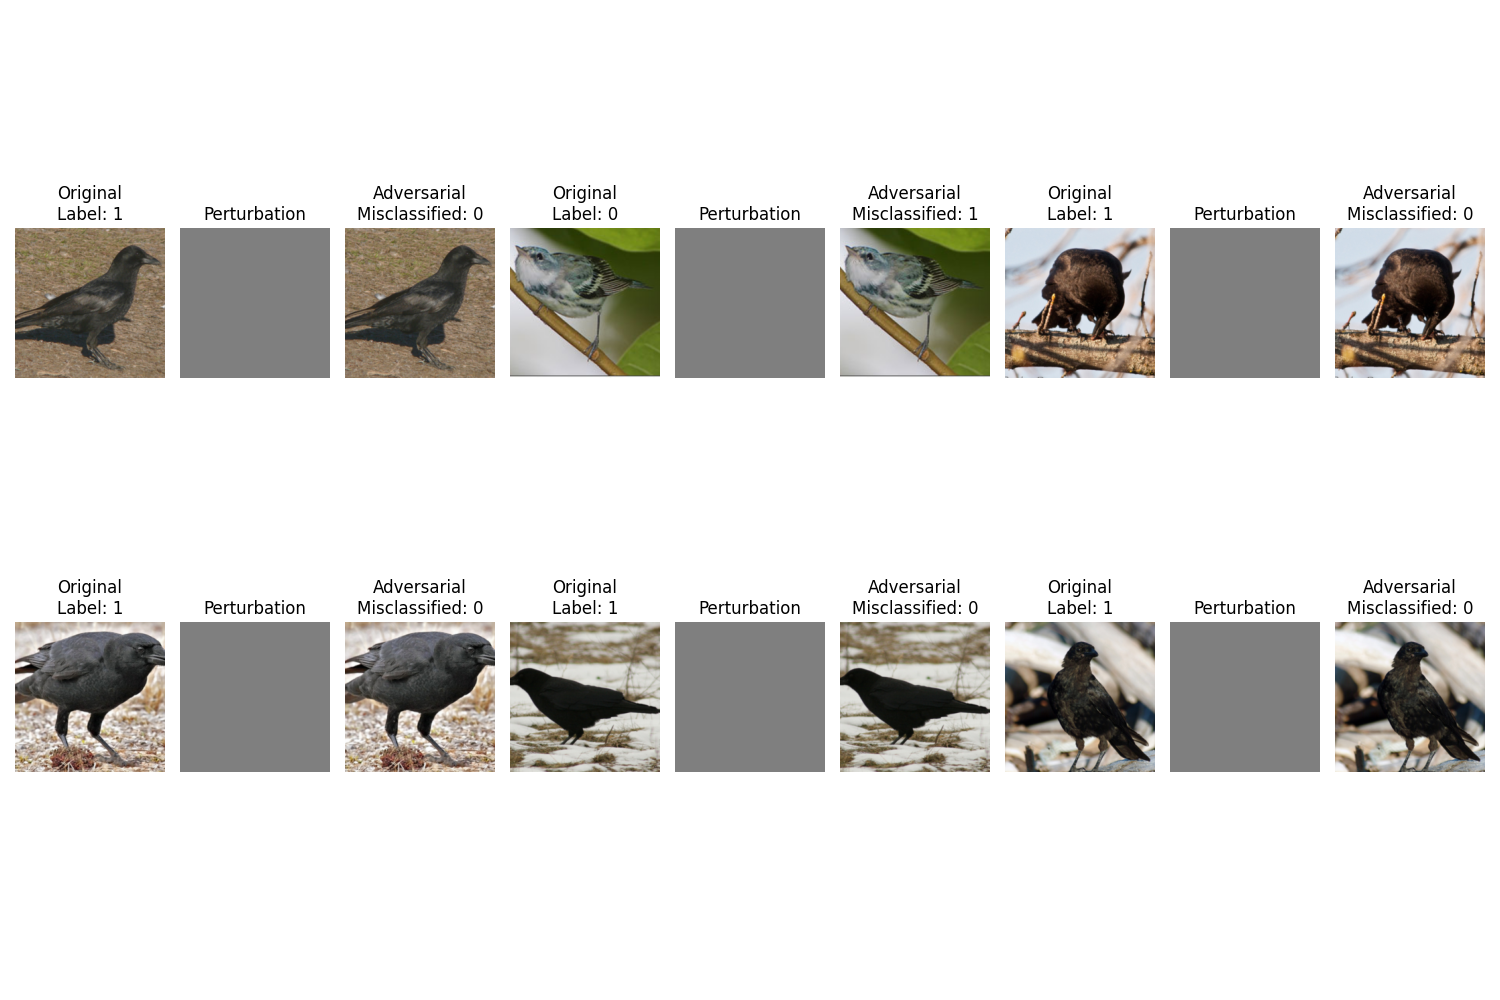 Original
Label: 1
Perturbation
Adversarial
Misclassified: 0
Original
Label: 0
Perturbation
Adversarial
Misclassified: 1
Original
Label: 1
Perturbation
Adversarial
Misclassified: 0
Original
Label: 1
Perturbation
Adversarial
Misclassified: 0
Original
Label: 1
Perturbation
Adversarial
Misclassified: 0
Original
Label: 1
Perturbation
Adversarial
Misclassified: 0